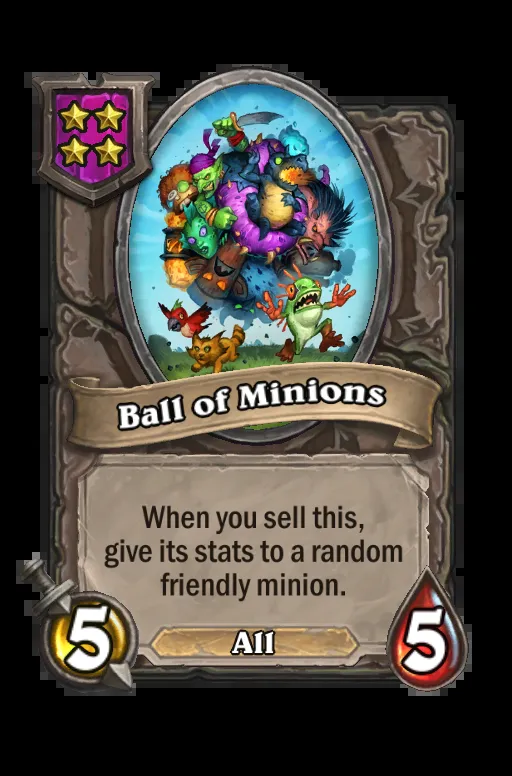 Ball of Minions
When you sell this,
give its stats to a random
friendly minion.
5
All
5